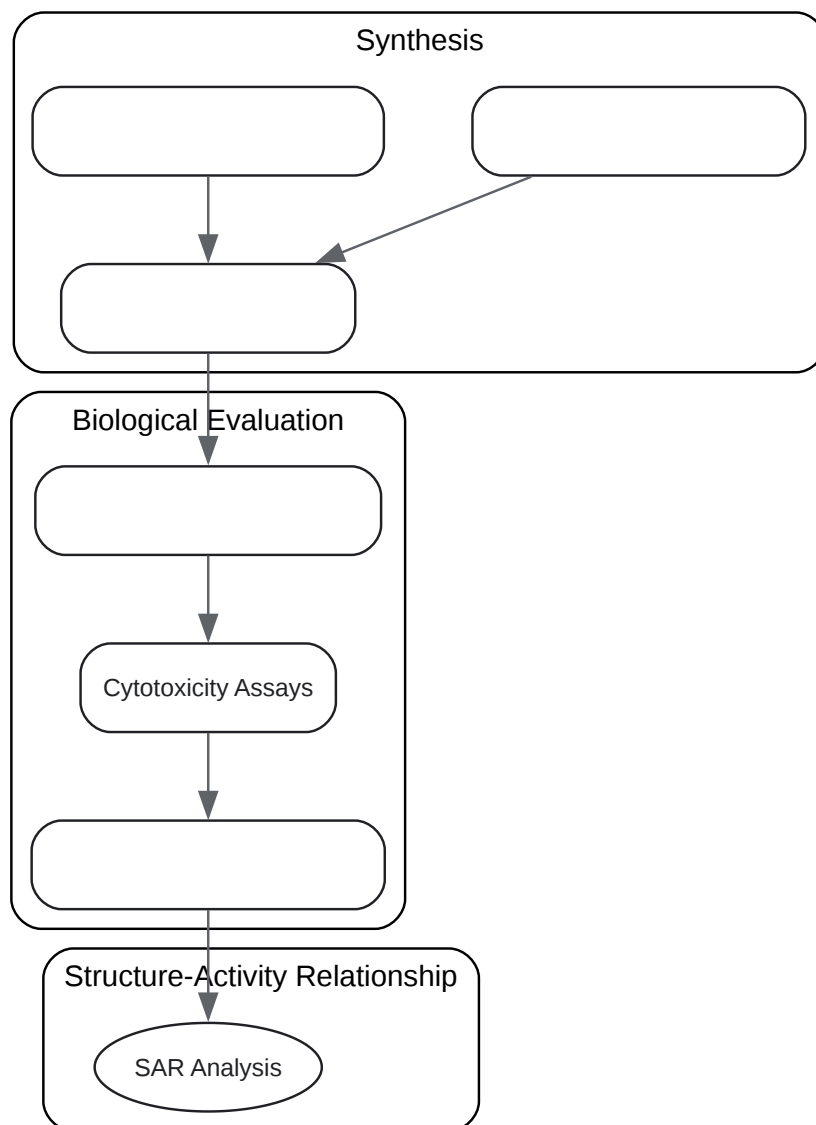 Synthesis
Biological Evaluation
Cytotoxicity Assays
Structure-Activity Relationship
SAR Analysis